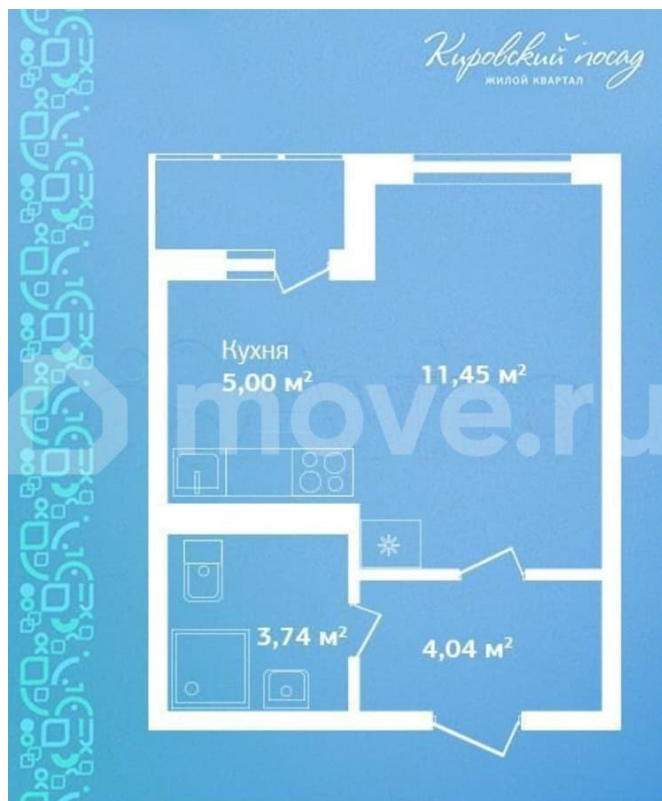 Кировский посад
ЖИЛОЙ КВАРТАЛ
Кухня
5,00 м²
11,45 м²
move.ru
3,74 м²
4,04 м²